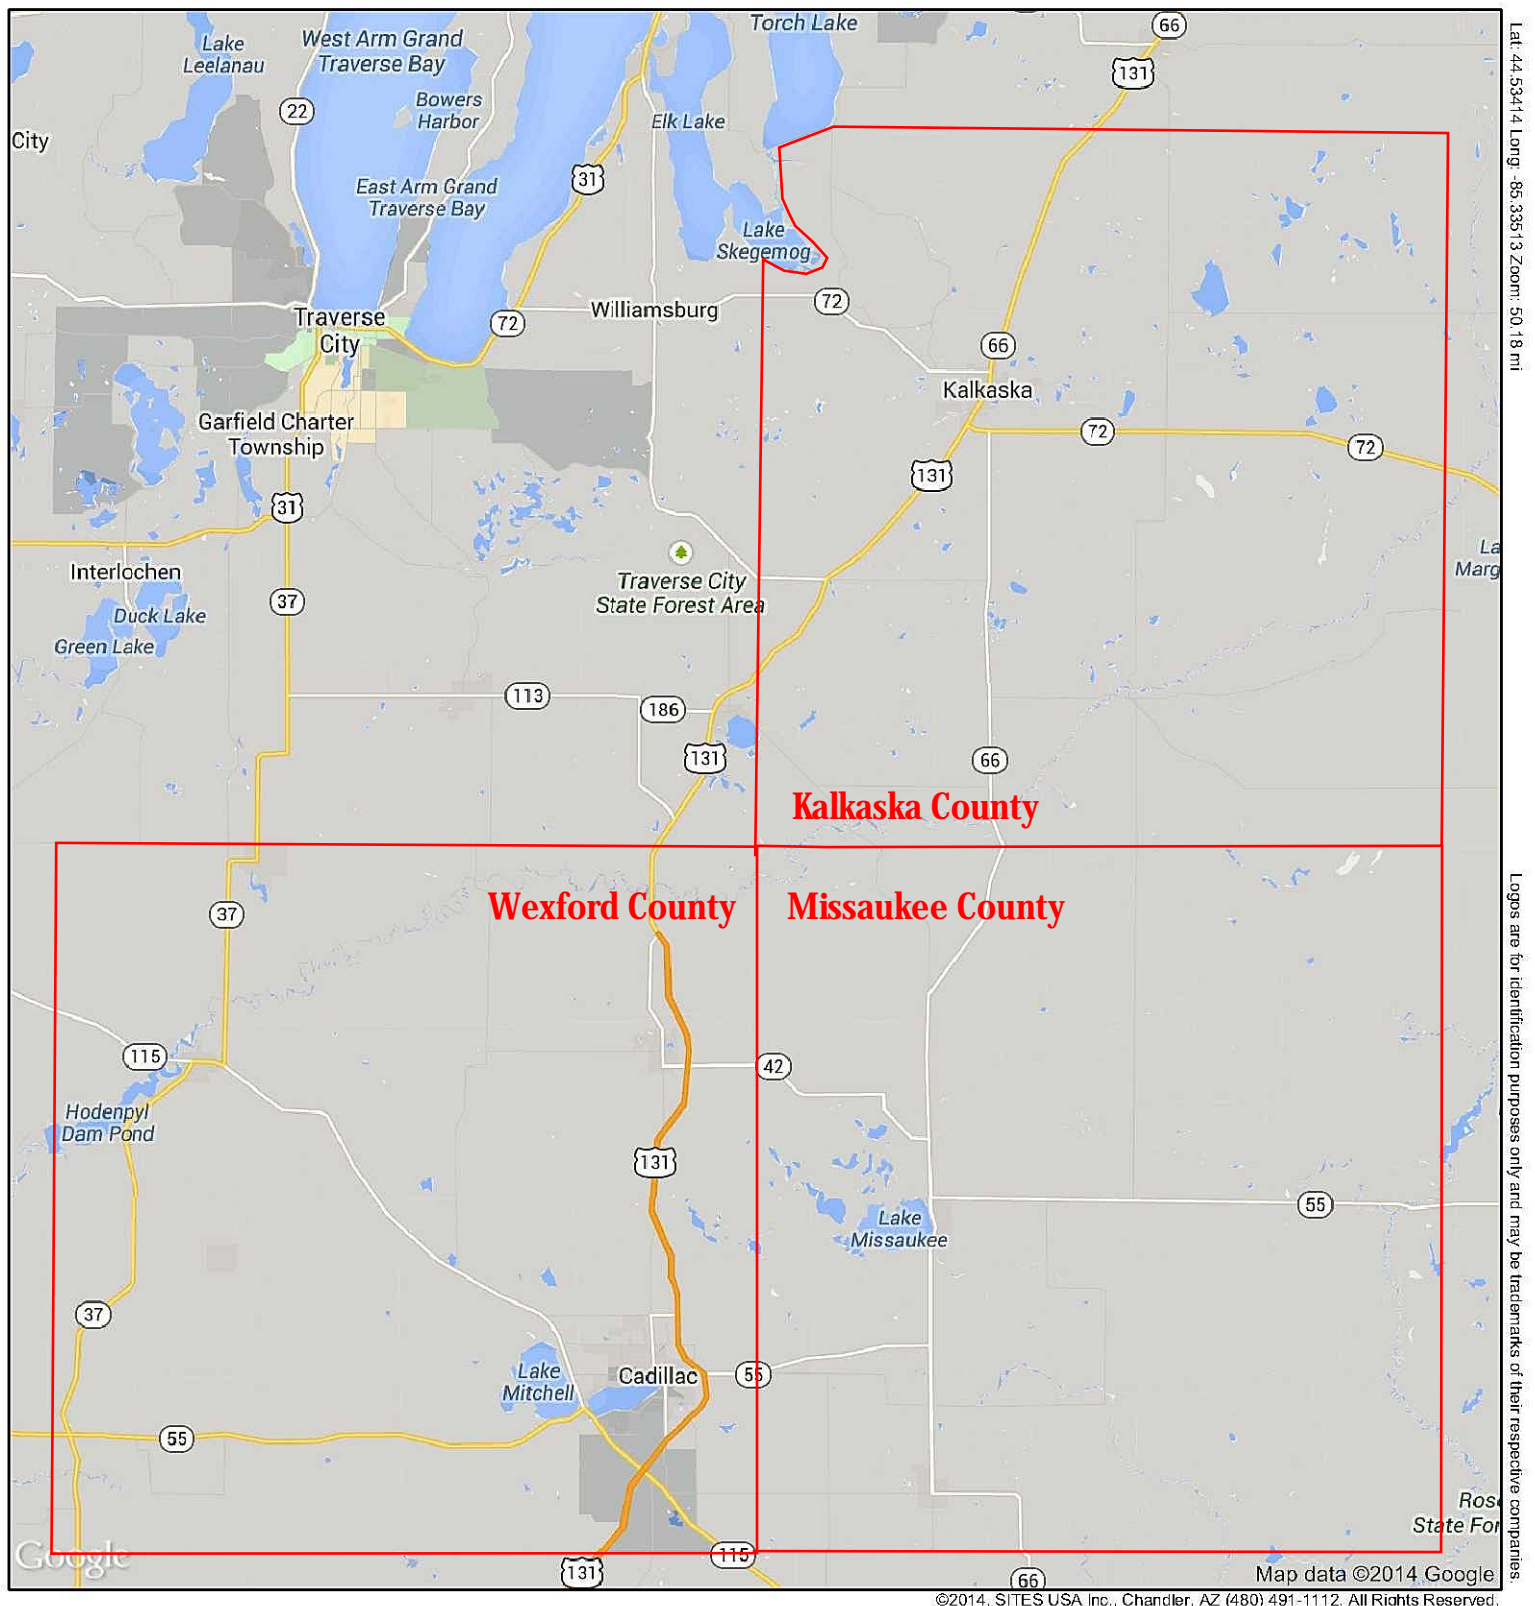 Torch Lake
66
Lake
Leelanau
West Arm Grand
Traverse Bay
131
22
Bowers
Harbor
Elk Lake
City
31
East Arm Grand
Traverse Bay
Lake
Skegemog
72
Williamsburg
Traverse
City
72
66
Kalkaska
Garfield Charter
Township
72
72
131
31
Interlochen
Traverse City
State Forest Area
La
Marg
37
Duck Lake
Green Lake
113
186
131
66
Kalkaska County
Wexford County
Missaukee County
37
115
42
Hodenpyl
Dam Pond
131
55
Lake
Missaukee
37
Lake
Mitchell
Cadillac
55
55
Rose
State For
Google
131
115
66
Map data ©2014 Google
©2014, SITES USA Inc., Chandler, AZ (480) 491-1112. All Rights Reserved.
Lat: 44.53414 Long: -85.33513 Zoom: 50.18 mi
Logos are for identification purposes only and may be trademarks of their respective companies.